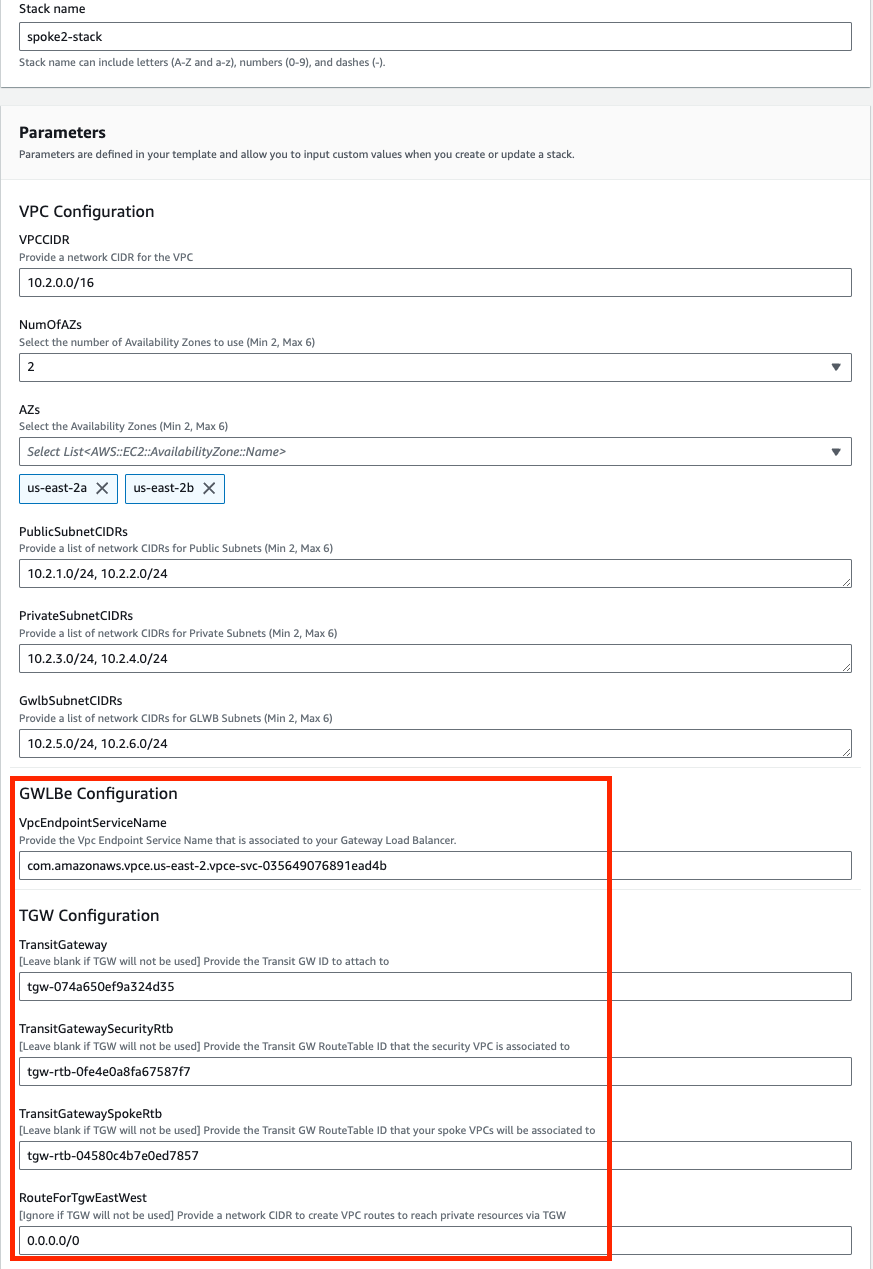 Stack name
spoke2-stack
Stack name can include letters (A-Z and a-z), numbers (0-9), and dashes (-).
Parameters
Parameters are defined in your template and allow you to input custom values when you create or update a stack.
VPC Configuration
VPCCIDR
Provide a network CIDR for the VPC
10.2.0.0/16
NumOfAZs
Select the number of Availability Zones to use (Min 2, Max 6)
2
AZs
Select the Availability Zones (Min 2, Max 6)
Select List<AWS::EC2::AvailabilityZone::Name>
us-east-2a us-east-2b
PublicSubnetCIDRs
Provide a list of network CIDRs for Public Subnets (Min 2, Max 6)
10.2.1.0/24, 10.2.2.0/24
PrivateSubnetCIDRs
Provide a list of network CIDRs for Private Subnets (Min 2, Max 6)
10.2.3.0/24, 10.2.4.0/24
GwlbSubnetCIDRs
Provide a list of network CIDRs for GLWB Subnets (Min 2, Max 6)
10.2.5.0/24, 10.2.6.0/24
GWLBe Configuration
VpcEndpointServiceName
Provide the Vpc Endpoint Service Name that is associated to your Gateway Load Balancer.
com.amazonaws.vpce.us-east-2.vpce-svc-035649076891ead4b
TGW Configuration
TransitGateway
[Leave blank if TGW will not be used] Provide the Transit GW ID to attach to
tgw-074a650ef9a324d35
TransitGatewaySecurityRtb
[Leave blank if TGW will not be used] Provide the Transit GW RouteTable ID that the security VPC is associated to
tgw-rtb-0fe4e0a8fa67587f7
TransitGatewaySpokeRtb
[Leave blank if TGW will not be used] Provide the Transit GW RouteTable ID that your spoke VPCs will be associated to
tgw-rtb-04580c4b7e0ed7857
RouteForTgwEastWest
[Ignore if TGW will not be used] Provide a network CIDR to create VPC routes to reach private resources via TGW
0.0.0.0/0